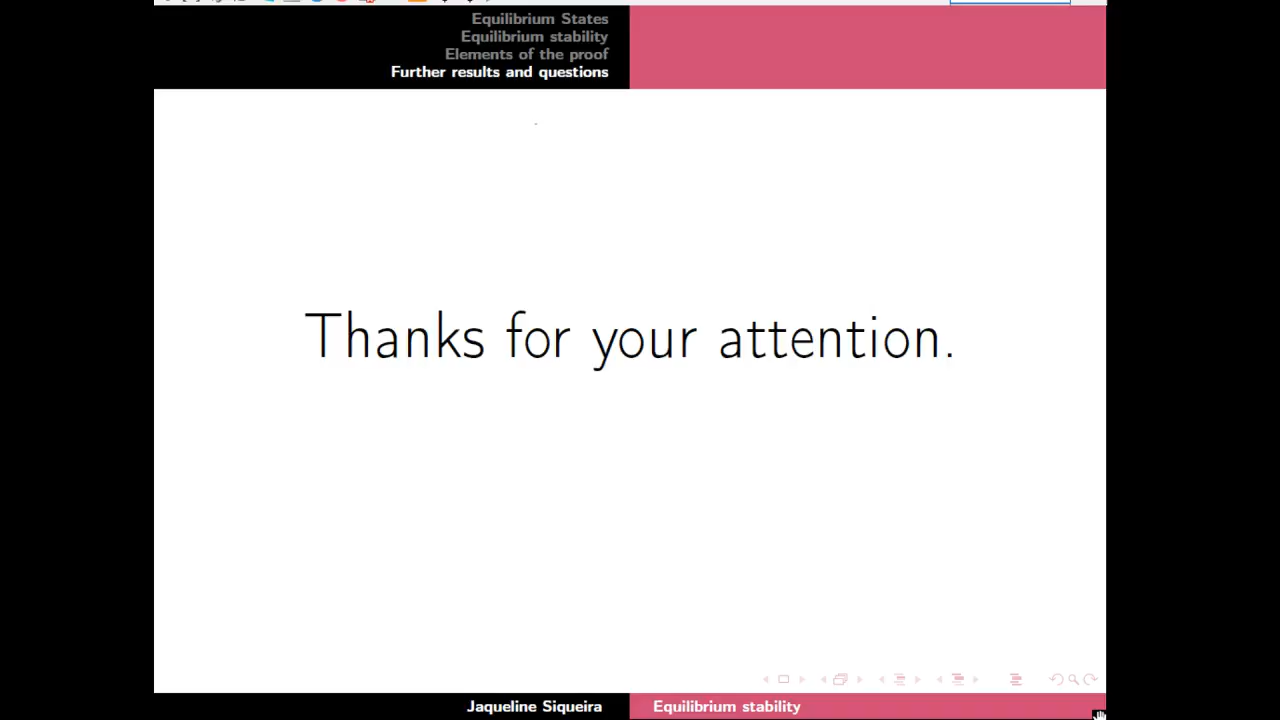 Equilibrium States
Equilibrium stability
Elements of the proof
Further results and questions
Thanks for your attention.
Jaqueline Siqueira
Equilibrium stability